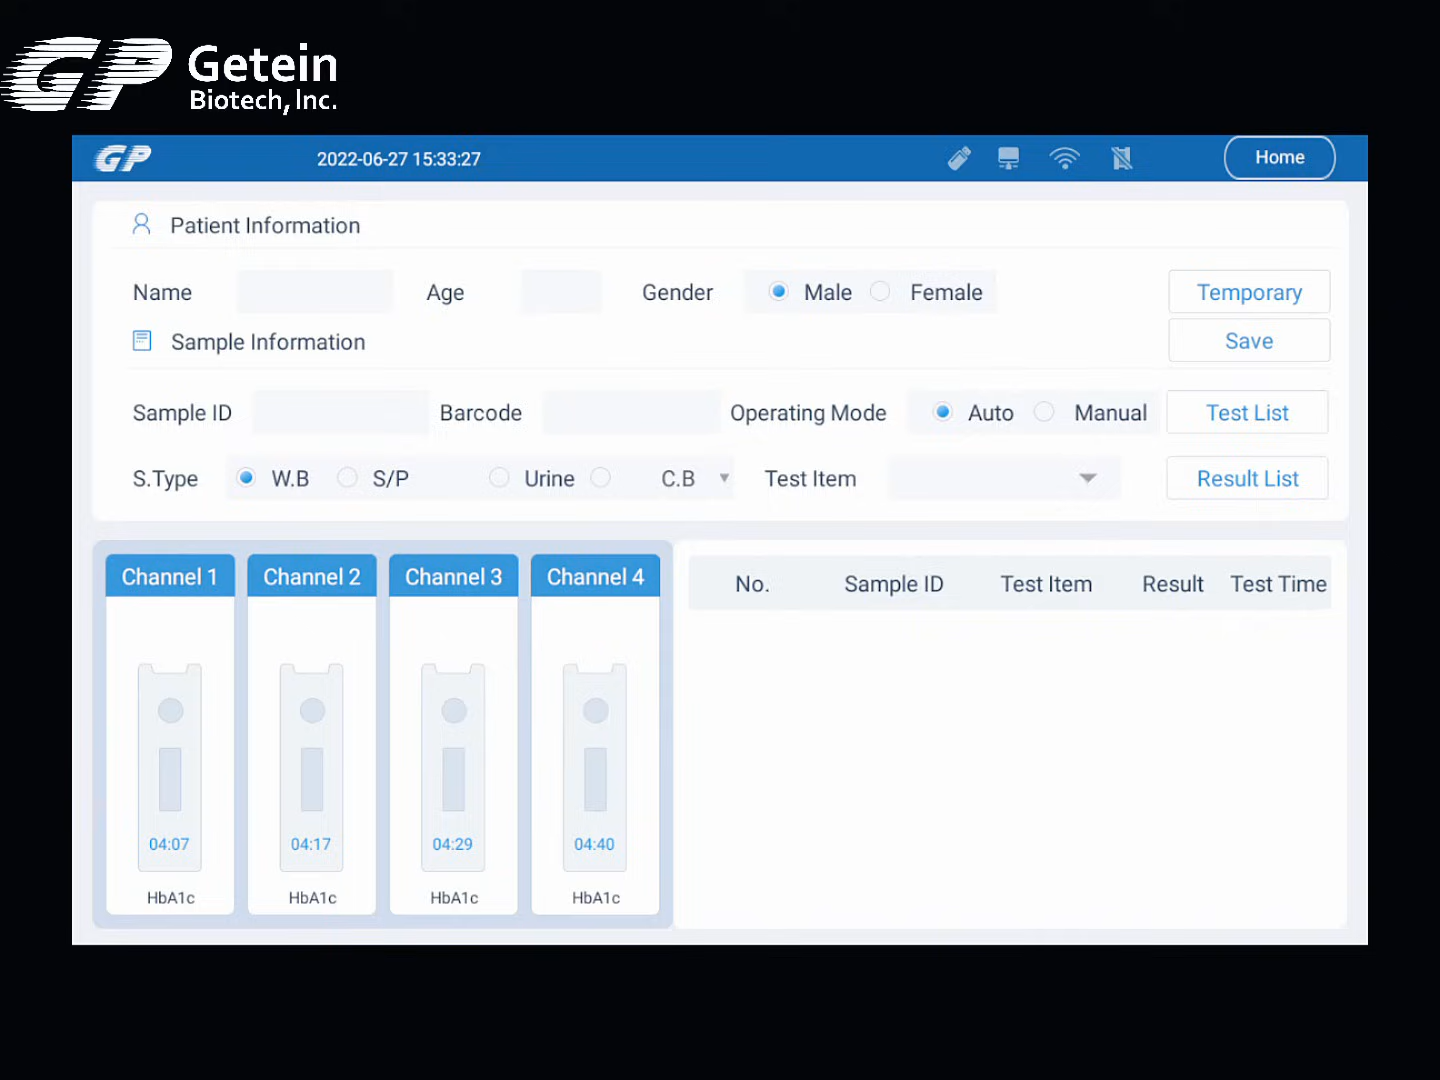 GP Getein
Biotech, Inc.
GP 2022-06-27 15:33:27 Home
Patient Information
Name Age Gender Male Female Temporary
Sample Information Save
Sample ID Barcode Operating Mode Auto Manual Test List
S.Type W.B S/P Urine C.B Test Item Result List
Channel 1 Channel 2 Channel 3 Channel 4
No. Sample ID Test Item Result Test Time
04:07 04:17 04:29 04:40
HbA1c HbA1c HbA1c HbA1c